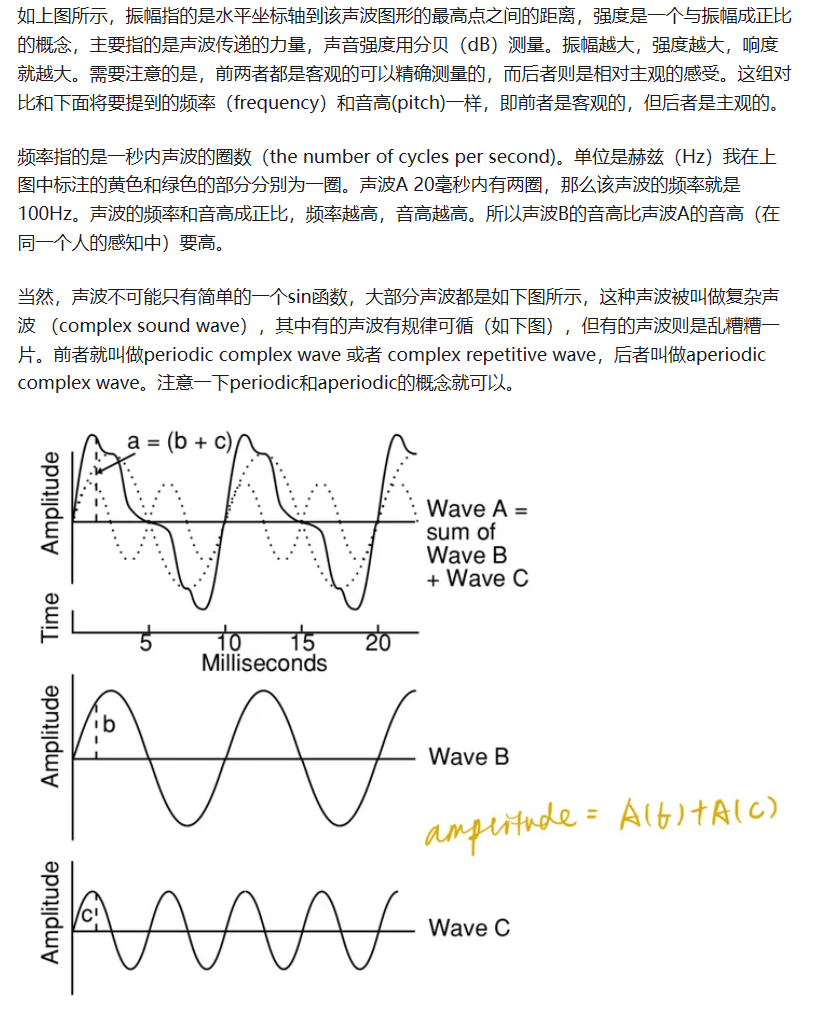 如上图所示，振幅指的是水平坐标轴到该声波图形的最高点之间的距离，强度是一个与振幅成正比
的概念，主要指的是声波传递的力量，声音强度用分贝（dB）测量。振幅越大，强度越大，响度
就越大。需要注意的是，前两者都是客观的可以精确测量的，而后者则是相对主观的感受。这组对
比和下面将要提到的频率（frequency）和音高(pitch)一样，即前者是客观的，但后者是主观的。
频率指的是一秒内声波的圈数（the number of cycles per second)。单位是赫兹（Hz）我在上
图中标注的黄色和绿色的部分分别为一圈。声波A 20毫秒内有两圈，那么该声波的频率就是
100Hz。声波的频率和音高成正比，频率越高，音高越高。所以声波B的音高比声波A的音高（在
同一个人的感知中）要高。
当然，声波不可能只有简单的一个sin函数，大部分声波都是如下图所示，这种声波被叫做复杂声
波 （complex sound wave），其中有的声波有规律可循（如下图），但有的声波则是乱糟糟一
片。前者就叫做periodic complex wave 或者 complex repetitive wave，后者叫做aperiodic
complex wave。注意一下periodic和aperiodic的概念就可以。
a = (b + c)
Amplitude
Wave A =
sum of
Wave B
+ Wave C
Time
5 10 15 20
Milliseconds
Amplitude
b
Wave B
amplitude = A(b)+A(c)
Amplitude
c
Wave C